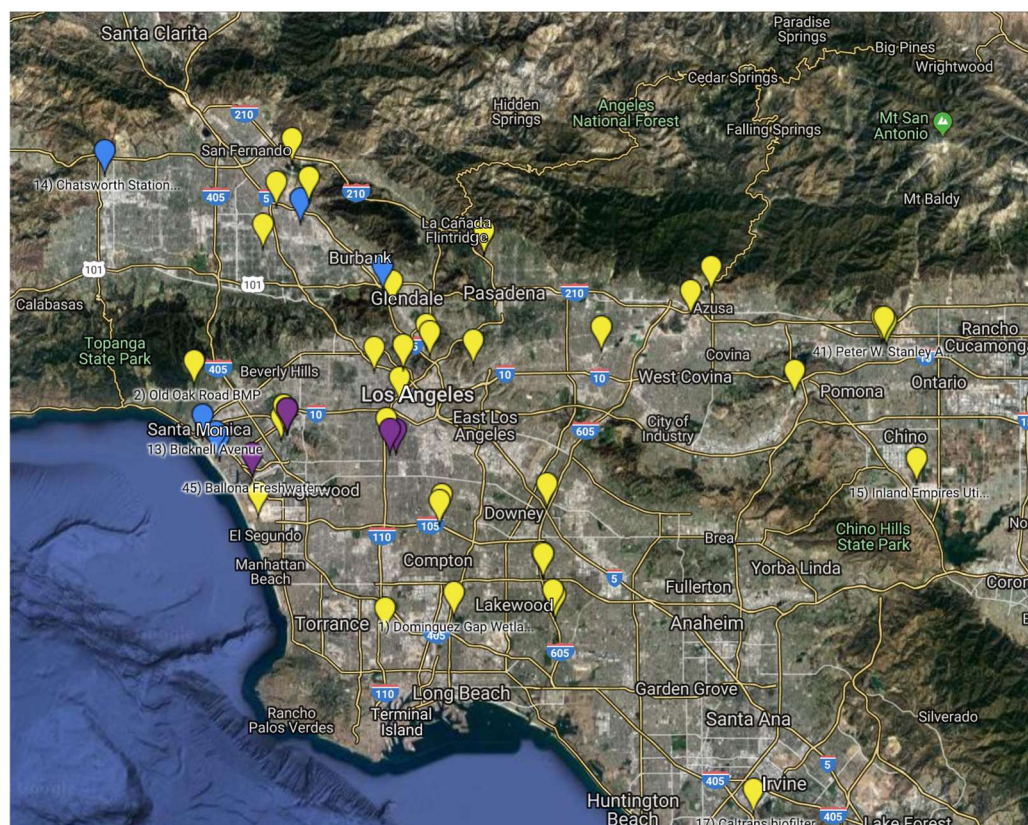 Paradise
Springs
Santa Clarita
Big Pines
Wrightwood
Cedar Springs
Hidden
Springs
Angeles
National Forest
210
Mt San
Antonio
Falling Springs
San Fernando
14) Chatsworth Station...
405
5
210
Mt Baldy
La Cañada
Flintridge
Burbank
101
101
Glendale
Pasadena
210
Calabasas
Azusa
Rancho
Cucamonga
Topanga
State Park
5
41) Peter W. Stanley A...
Covina
405
Beverly Hills
10
10
West Covina
Pomona
Ontario
2) Old Oak Road BMP
Los Angeles
10
East Los
Angeles
City of
Industry
605
Santa Monica
Chino
13) Bicknell Avenue
45) Ballona Freshwater...
15) Inland Empires Uti...
Downey
105
El Segundo
110
Brea
Chino Hills
State Park
Manhattan
Beach
Compton
Yorba Linda
5
Fullerton
Lakewood
Torrance
1) Dominguez Gap Wetla...
405
Anaheim
605
110
Long Beach
Garden Grove
Rancho
Palos Verdes
Terminal
Island
Santa Ana
Silverado
5
405
Irvine
Huntington
Beach
17) Caltrans biofilter
405
Lake Forest